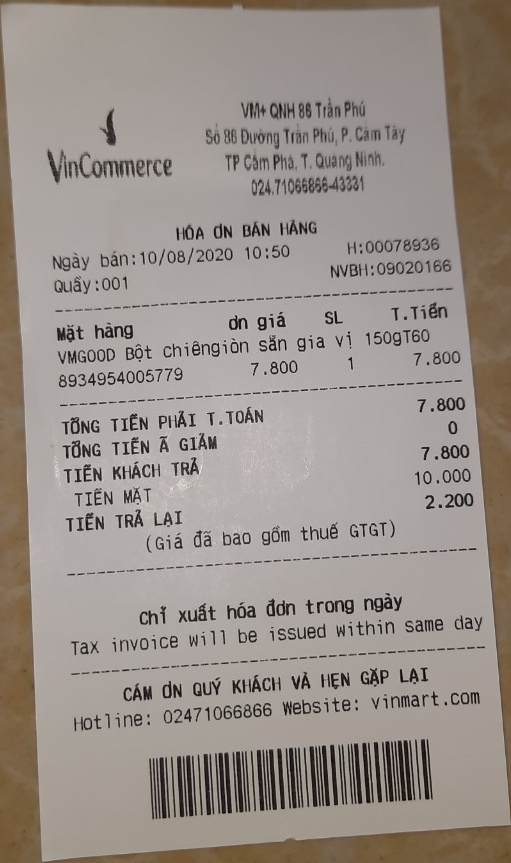 VinCommerce
VM+ QNH 86 Trần Phú
Số 86 Đường Trần Phú, P. Cẩm Tây
TP Cẩm Phả, T. Quảng Ninh.
024.71066866-43331
HÓA ƠN BÁN HÀNG
Ngày bán:10/08/2020 10:50 H:00078936
Quầy:001 NVBH:09020166
Mặt hàng ơn giá SL T.Tiền
VMGOOD Bột chiêngiòn sẵn gia vị 150gT60
8934954005779 7.800 1 7.800
TỔNG TIỀN PHẢI T.TOÁN 7.800
TỔNG TIỀN Ã GIẢM 0
TIỀN KHÁCH TRẢ 7.800
TIỀN MẶT 10.000
TIỀN TRẢ LẠI 2.200
(Giá đã bao gồm thuế GTGT)
Chỉ xuất hóa đơn trong ngày
Tax invoice will be issued within same day
CÁM ƠN QUÝ KHÁCH VÀ HẸN GẶP LẠI
Hotline: 02471066866 Website: vinmart.com